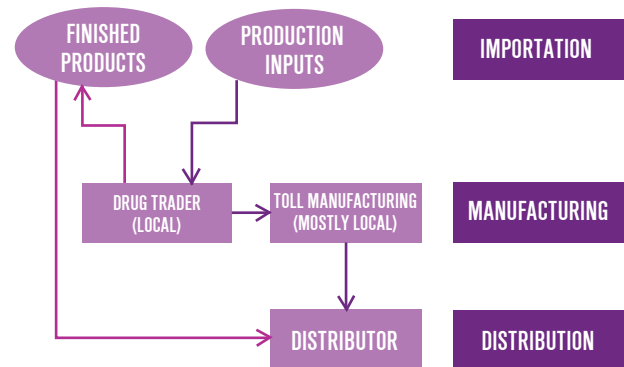 FINISHED
PRODUCTS
PRODUCTION
INPUTS
IMPORTATION
DRUG TRADER
(LOCAL)
TOLL MANUFACTURING
(MOSTLY LOCAL)
MANUFACTURING
DISTRIBUTOR
DISTRIBUTION